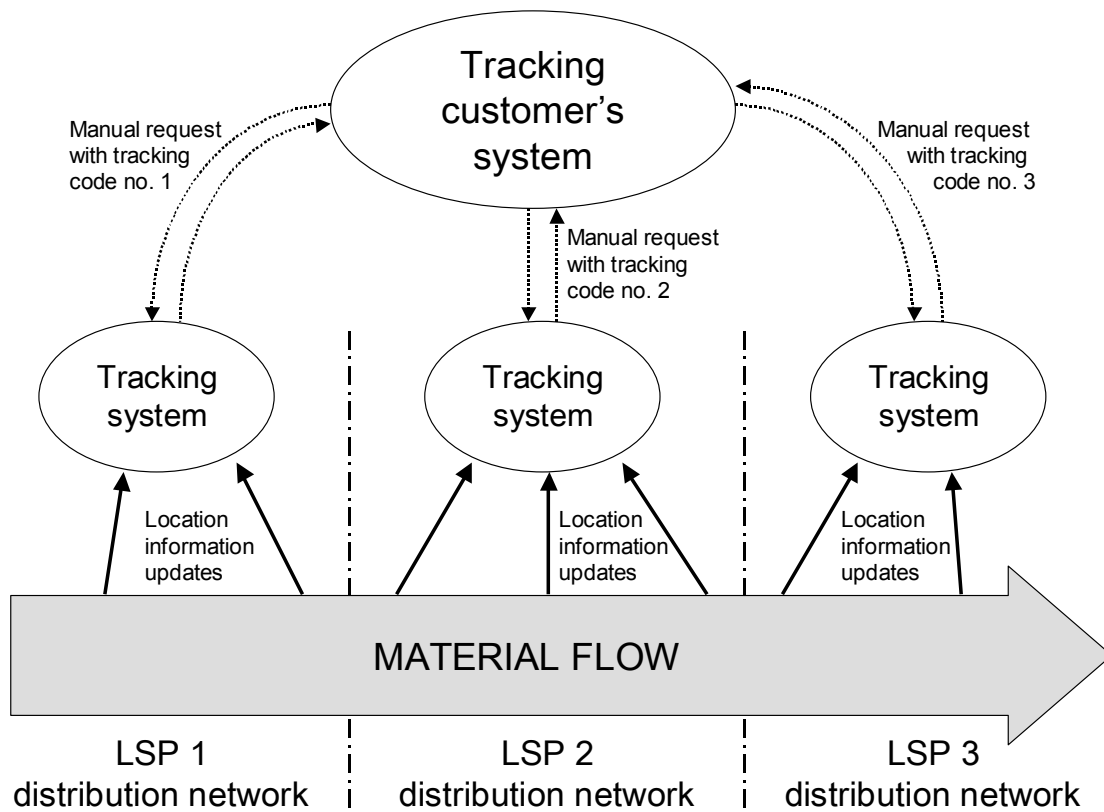 Tracking
customer's
system
Manual request
with tracking
code no. 1
Manual request
with tracking
code no. 3
Manual request
with tracking
code no. 2
Tracking
system
Tracking
system
Tracking
system
Location
information
updates
Location
information
updates
Location
information
updates
MATERIAL FLOW
LSP 1
distribution network
LSP 2
distribution network
LSP 3
distribution network